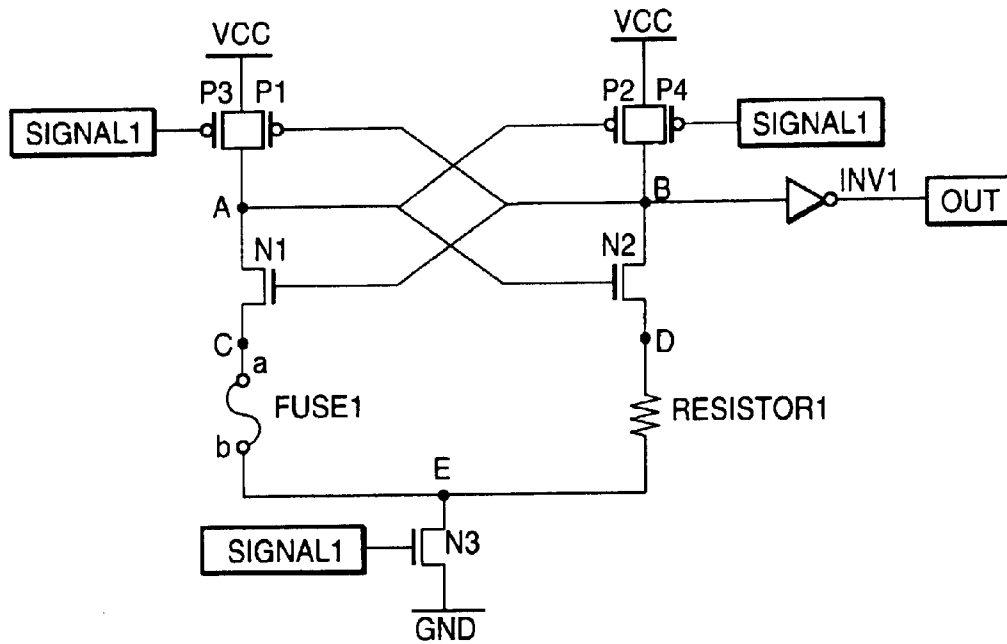 VCC
VCC
P3 P1
P2 P4
SIGNAL1
SIGNAL1
A
B
INV1
OUT
N1
N2
C
D
a
FUSE1
RESISTOR1
b
E
SIGNAL1
N3
GND